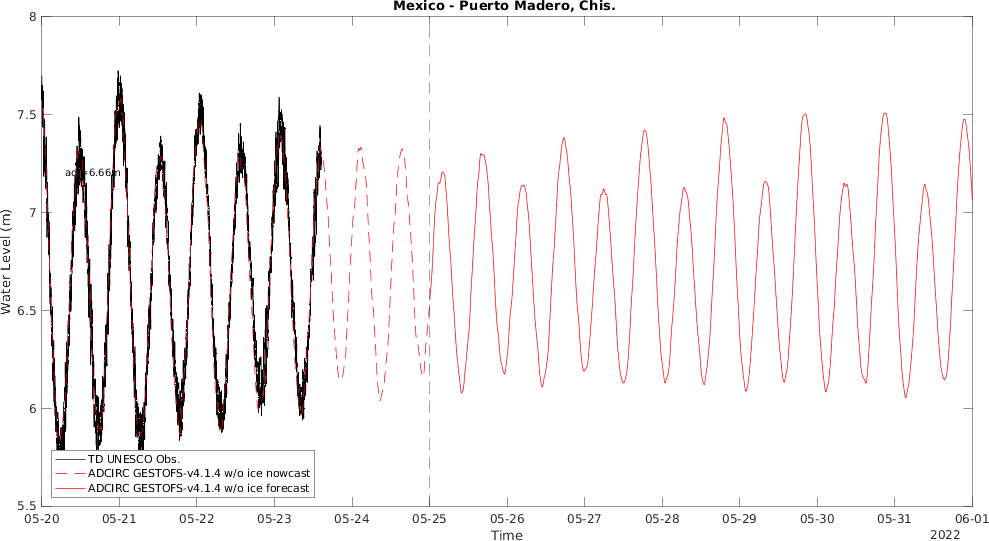 Mexico - Puerto Madero, Chis.
8
7.5
7
6.5
6
5.5
Water Level (m)
=6.66m
TD UNESCO Obs.
ADCIRC GESTOFS-v4.1.4 w/o ice nowcast
ADCIRC GESTOFS-v4.1.4 w/o ice forecast
05-20 05-21 05-22 05-23 05-24 05-25 05-26 05-27 05-28 05-29 05-30 05-31 06-01
Time
2022